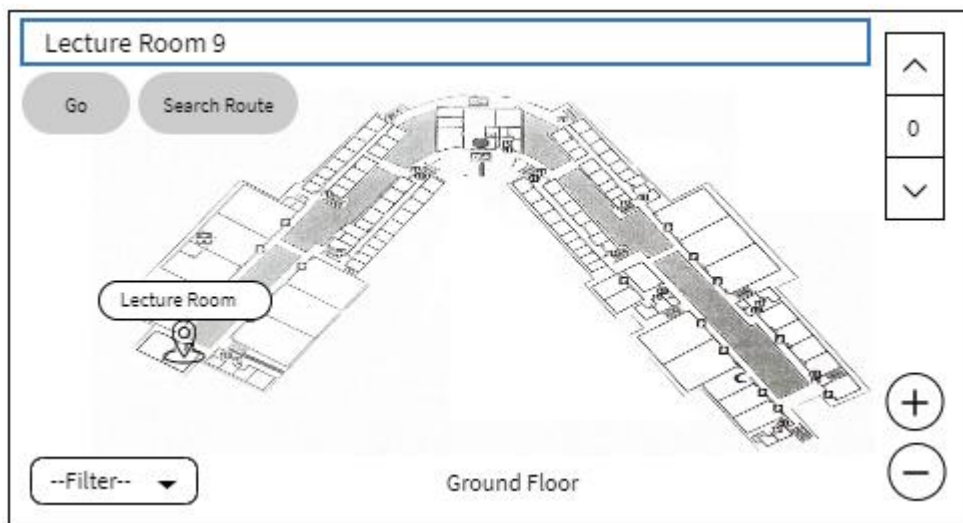 Lecture Room 9
Go
Search Route
0
Lecture Room
--Filter--
Ground Floor